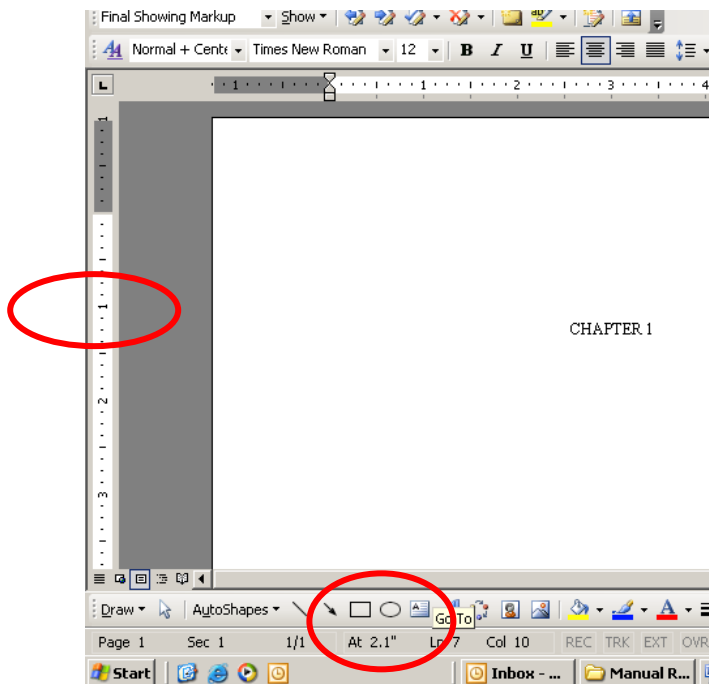 Final Showing Markup Show
Normal + Cente Times New Roman 12 B I U
L 1 1 2 3 4
1
1
2
3
CHAPTER 1
Draw AutoShapes A
Go To
Page 1 Sec 1 1/1 At 2.1" Ln 7 Col 10 REC TRK EXT OVR
Start Inbox - ... Manual R...